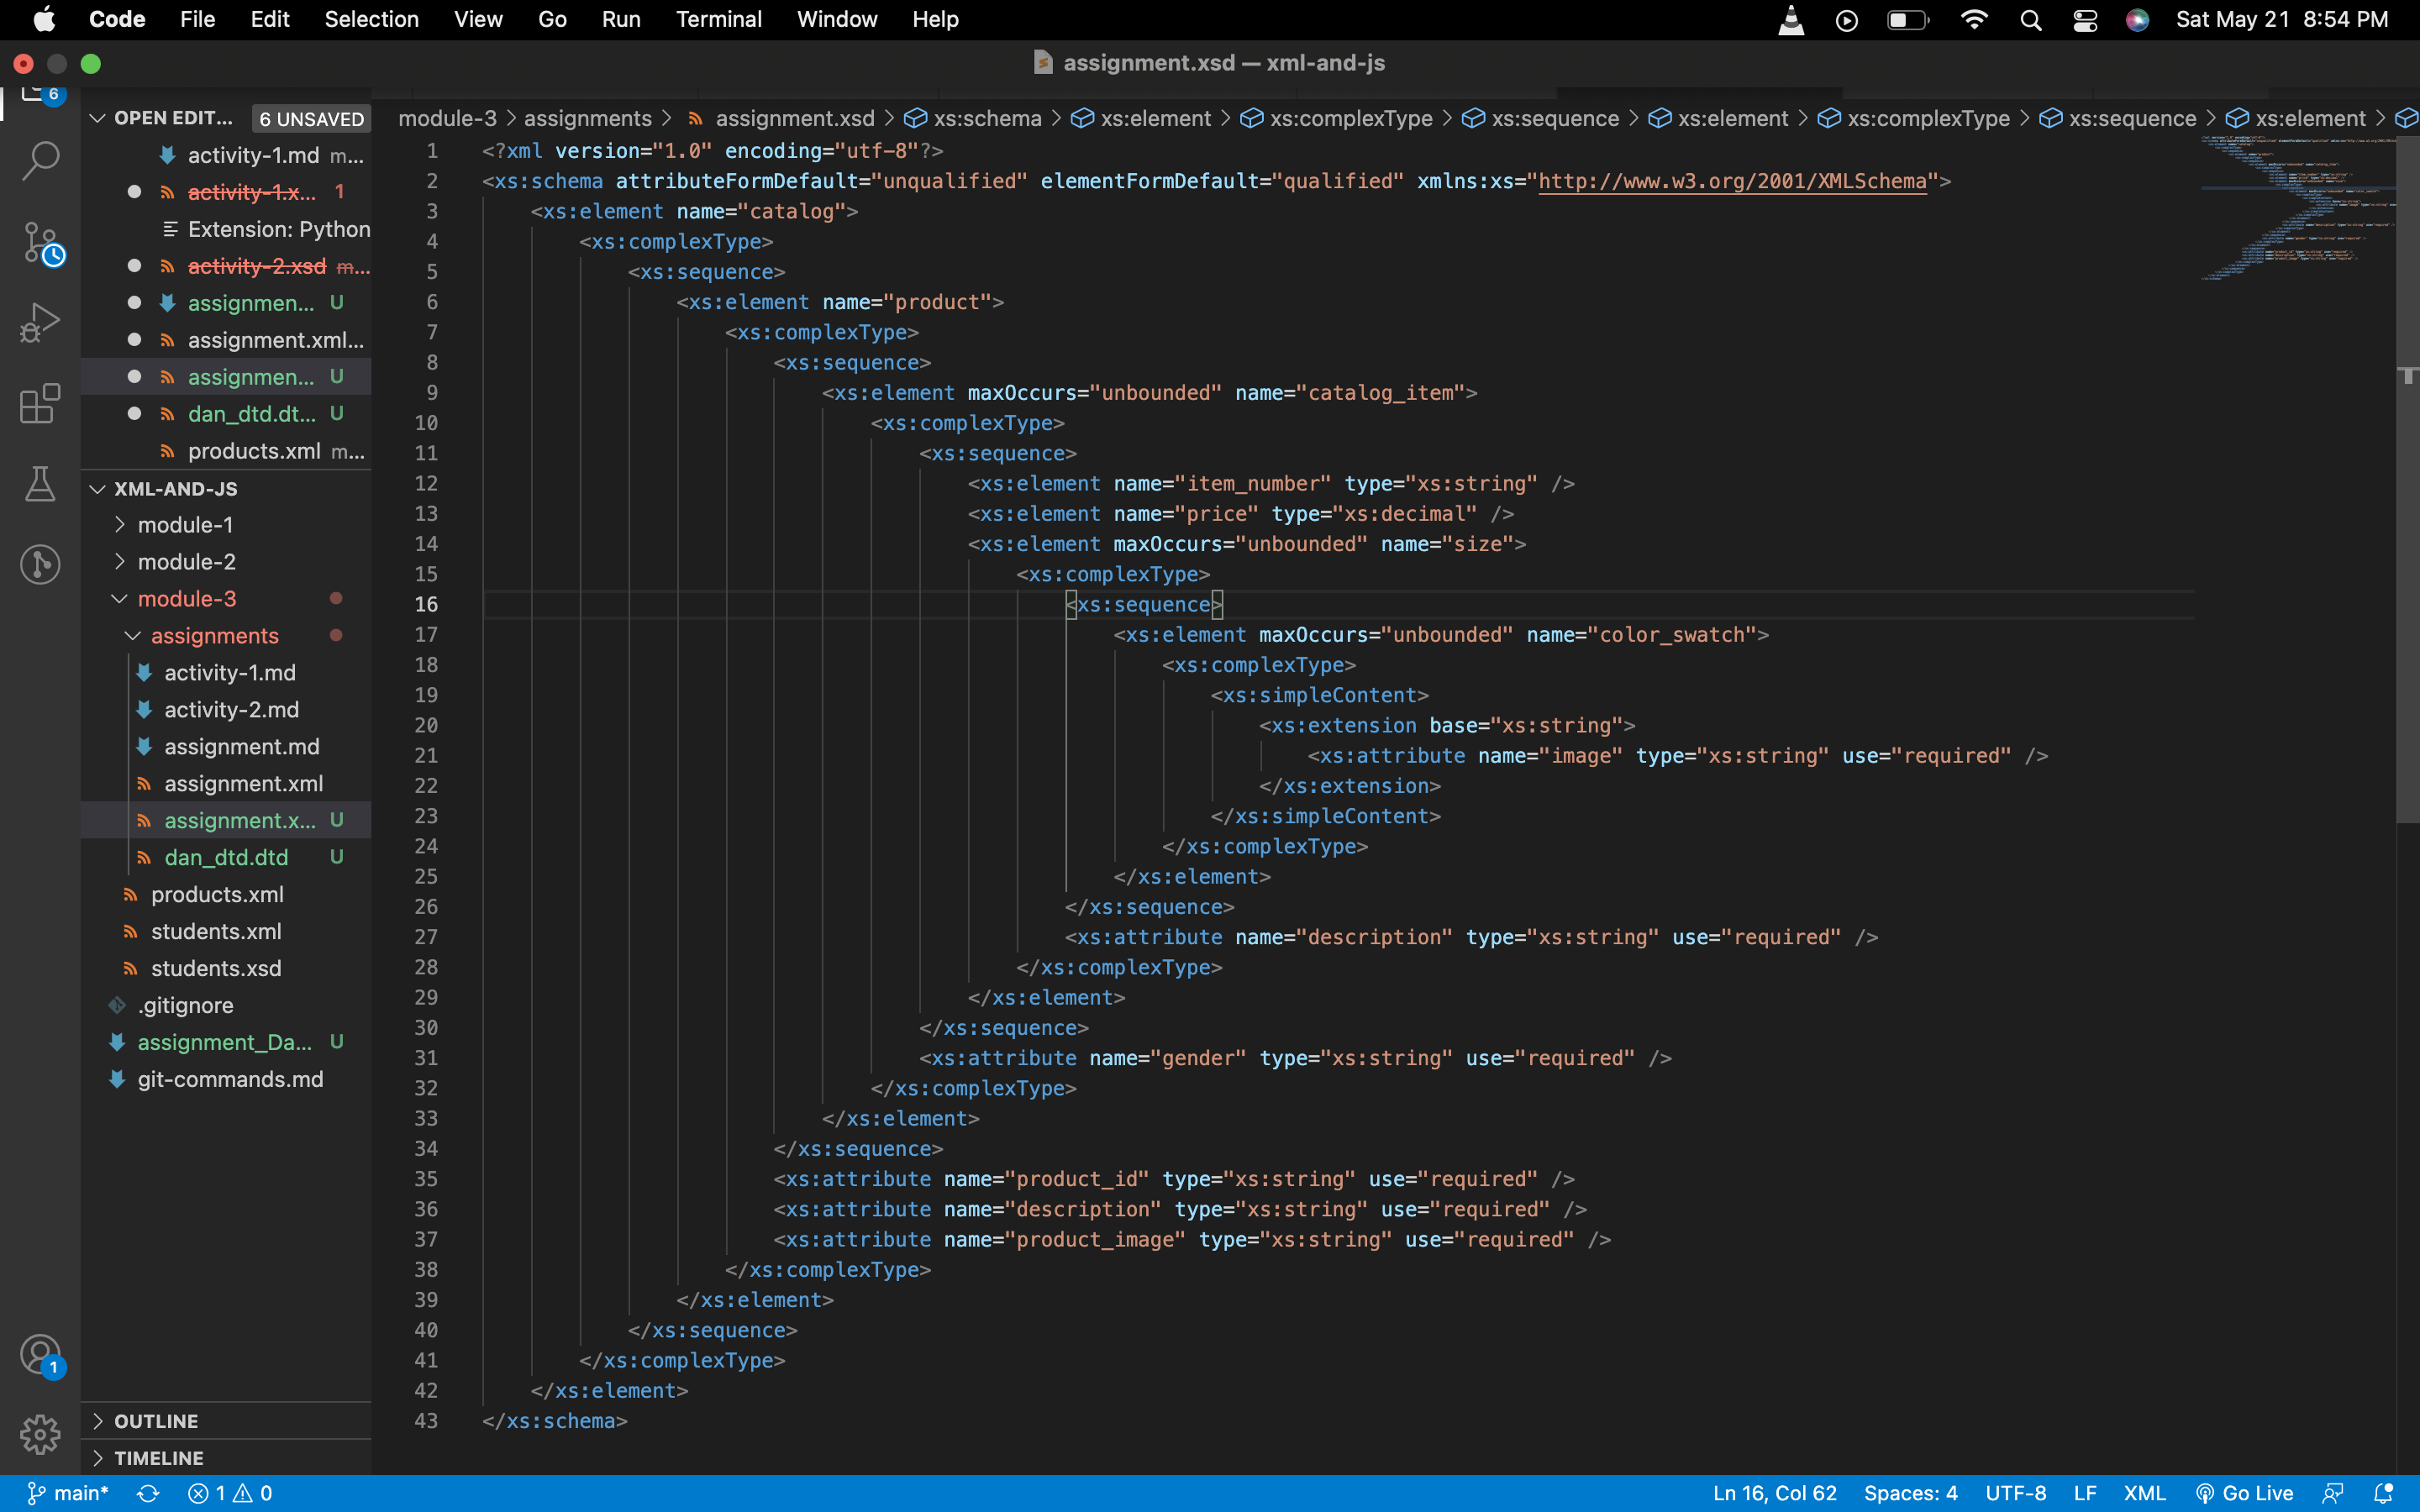 Code File Edit Selection View Go Run Terminal Window Help Sat May 21 8:54 PM
assignment.xsd — xml-and-js
6
OPEN EDIT... 6 UNSAVED
activity-1.md m...
activity-1.x... 1
Extension: Python
activity-2.xsd m...
assignmen... U
assignment.xml...
assignmen... U
dan_dtd.dt... U
products.xml m...
XML-AND-JS
module-1
module-2
module-3
assignments
activity-1.md
activity-2.md
assignment.md
assignment.xml
assignment.x... U
dan_dtd.dtd U
products.xml
students.xml
students.xsd
.gitignore
assignment_Da... U
git-commands.md
1
OUTLINE
TIMELINE
module-3 > assignments > assignment.xsd > xs:schema > xs:element > xs:complexType > xs:sequence > xs:element > xs:complexType > xs:sequence > xs:element >
1 <?xml version="1.0" encoding="utf-8"?>
2 <xs:schema attributeFormDefault="unqualified" elementFormDefault="qualified" xmlns:xs="http://www.w3.org/2001/XMLSchema">
3 <xs:element name="catalog">
4 <xs:complexType>
5 <xs:sequence>
6 <xs:element name="product">
7 <xs:complexType>
8 <xs:sequence>
9 <xs:element maxOccurs="unbounded" name="catalog_item">
10 <xs:complexType>
11 <xs:sequence>
12 <xs:element name="item_number" type="xs:string" />
13 <xs:element name="price" type="xs:decimal" />
14 <xs:element maxOccurs="unbounded" name="size">
15 <xs:complexType>
16 <xs:sequence>
17 <xs:element maxOccurs="unbounded" name="color_swatch">
18 <xs:complexType>
19 <xs:simpleContent>
20 <xs:extension base="xs:string">
21 <xs:attribute name="image" type="xs:string" use="required" />
22 </xs:extension>
23 </xs:simpleContent>
24 </xs:complexType>
25 </xs:element>
26 </xs:sequence>
27 <xs:attribute name="description" type="xs:string" use="required" />
28 </xs:complexType>
29 </xs:element>
30 </xs:sequence>
31 <xs:attribute name="gender" type="xs:string" use="required" />
32 </xs:complexType>
33 </xs:element>
34 </xs:sequence>
35 <xs:attribute name="product_id" type="xs:string" use="required" />
36 <xs:attribute name="description" type="xs:string" use="required" />
37 <xs:attribute name="product_image" type="xs:string" use="required" />
38 </xs:complexType>
39 </xs:element>
40 </xs:sequence>
41 </xs:complexType>
42 </xs:element>
43 </xs:schema>
main* 1 0 Ln 16, Col 62 Spaces: 4 UTF-8 LF XML Go Live